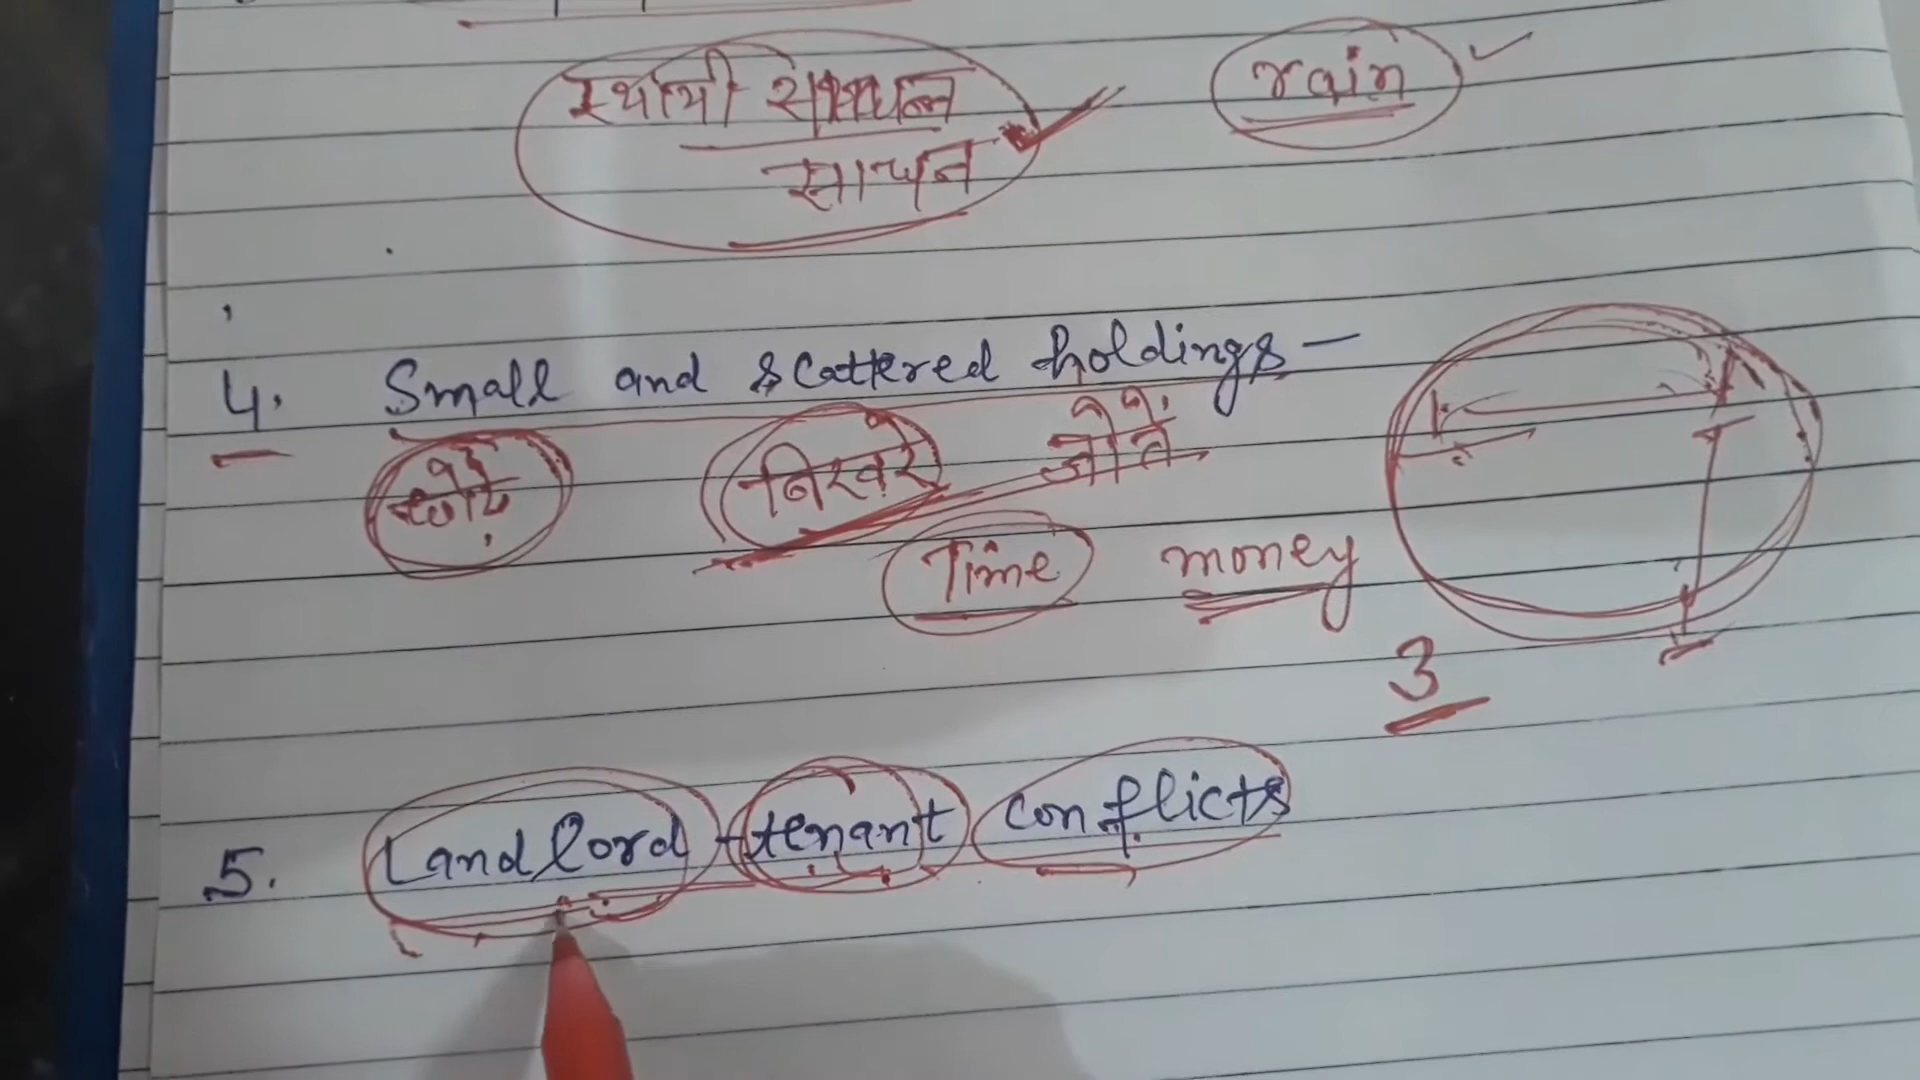 स्थायी rain
साधन
4. Small and scattered holdings -
छोटे बिखरे जोतें
Time money
3
5. Landlord-tenant conflicts